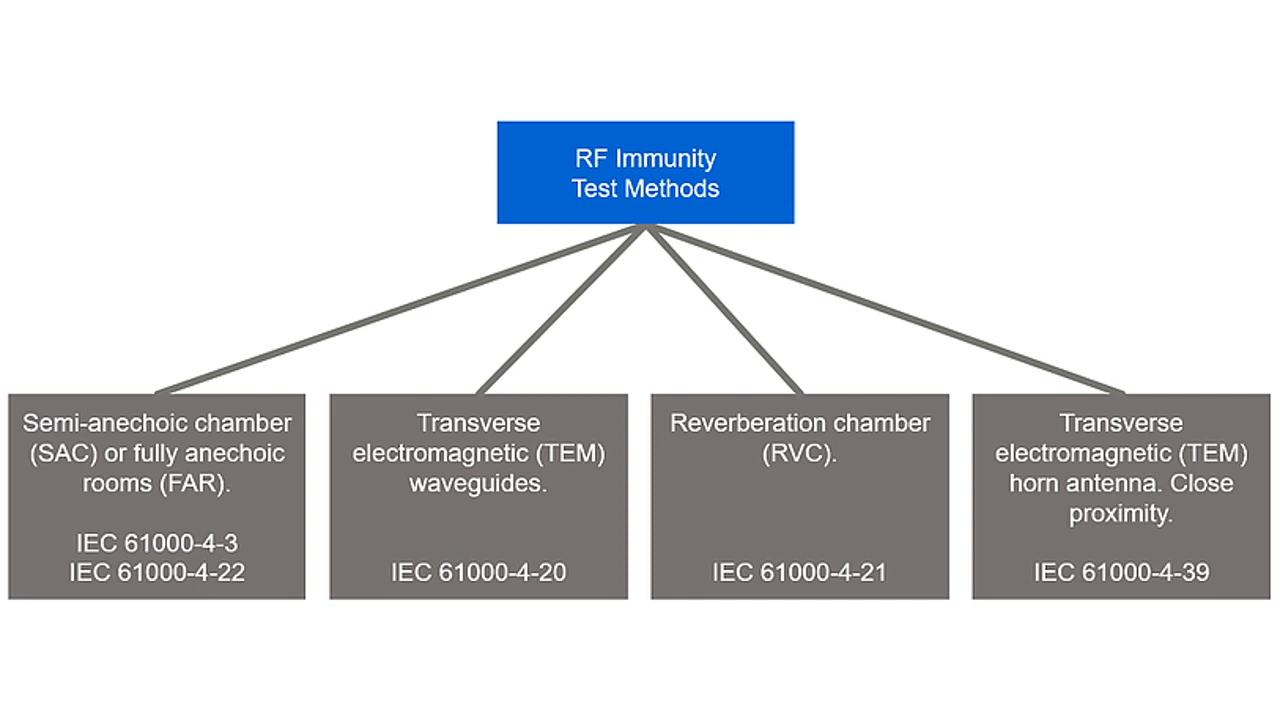 RF Immunity
Test Methods
Semi-anechoic chamber
(SAC) or fully anechoic
rooms (FAR).
IEC 61000-4-3
IEC 61000-4-22
Transverse
electromagnetic (TEM)
waveguides.
IEC 61000-4-20
Reverberation chamber
(RVC).
IEC 61000-4-21
Transverse
electromagnetic (TEM)
horn antenna. Close
proximity.
IEC 61000-4-39